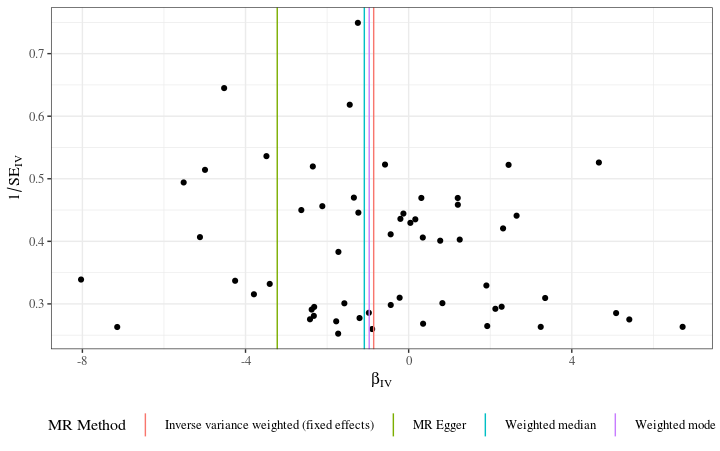 0.7
0.6
0.5
0.4
0.3
1/SE_IV
-8 -4 0 4
β_IV
MR Method Inverse variance weighted (fixed effects) MR Egger Weighted median Weighted mode